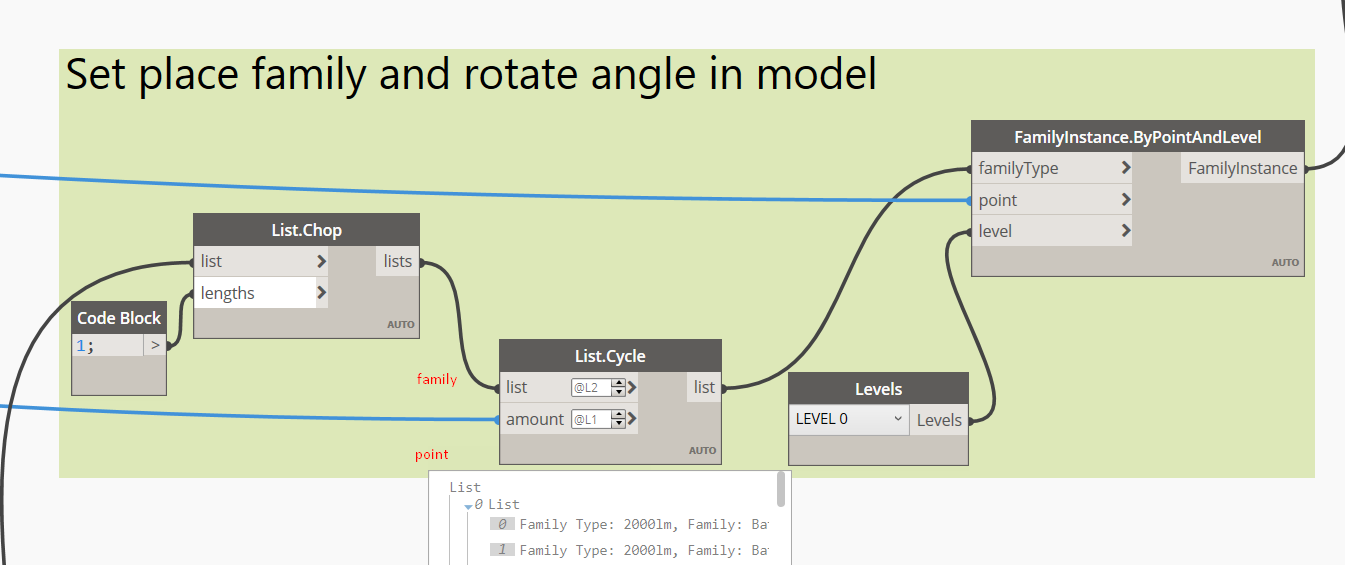 Set place family and rotate angle in model
FamilyInstance.ByPointAndLevel
familyType > FamilyInstance
point >
level >
AUTO
List.Chop
list > lists
lengths >
AUTO
Code Block
1; >
List.Cycle
family
list @L2 > list
amount @L1 >
point
AUTO
Levels
LEVEL 0 Levels
List
0 List
0 Family Type: 2000lm, Family: Ba
1 Family Type: 2000lm, Family: Ba